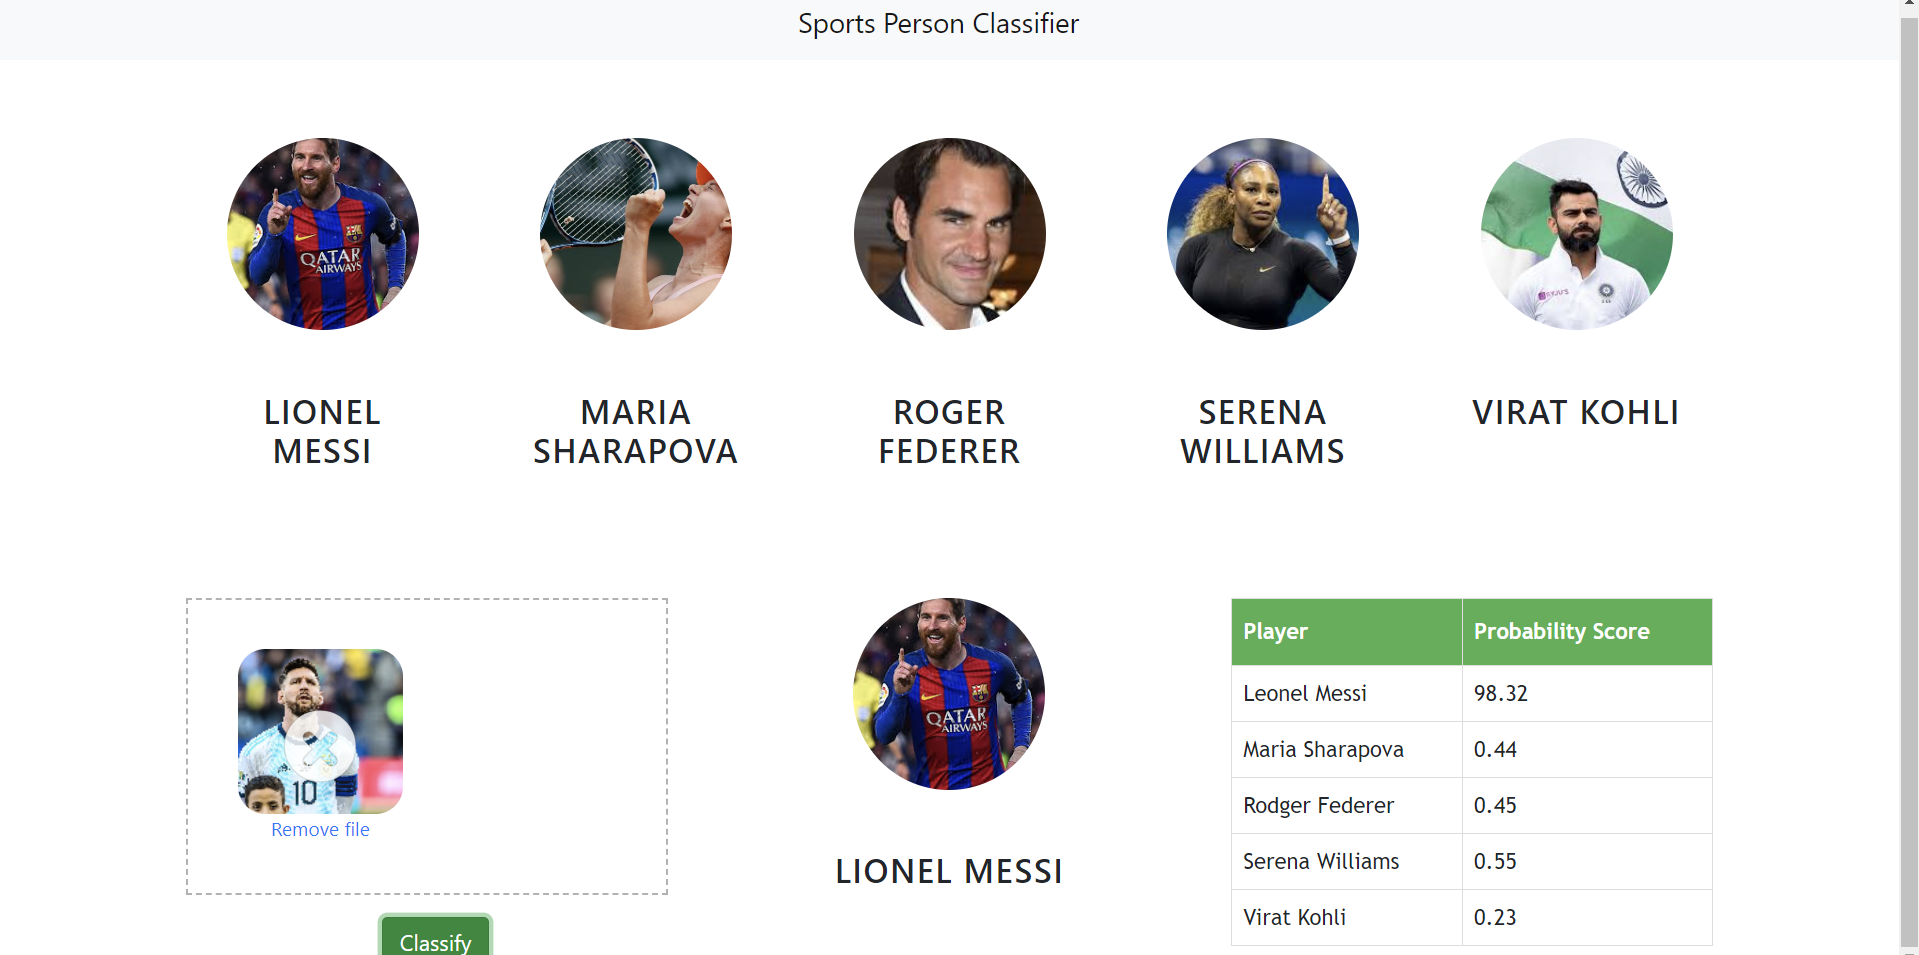 Sports Person Classifier
QATAR
AIRWAYS
BYJU'S
LIONEL
MESSI
MARIA
SHARAPOVA
ROGER
FEDERER
SERENA
WILLIAMS
VIRAT KOHLI
10
Remove file
Classify
QATAR
AIRWAYS
LIONEL MESSI
Player Probability Score
Leonel Messi 98.32
Maria Sharapova 0.44
Rodger Federer 0.45
Serena Williams 0.55
Virat Kohli 0.23